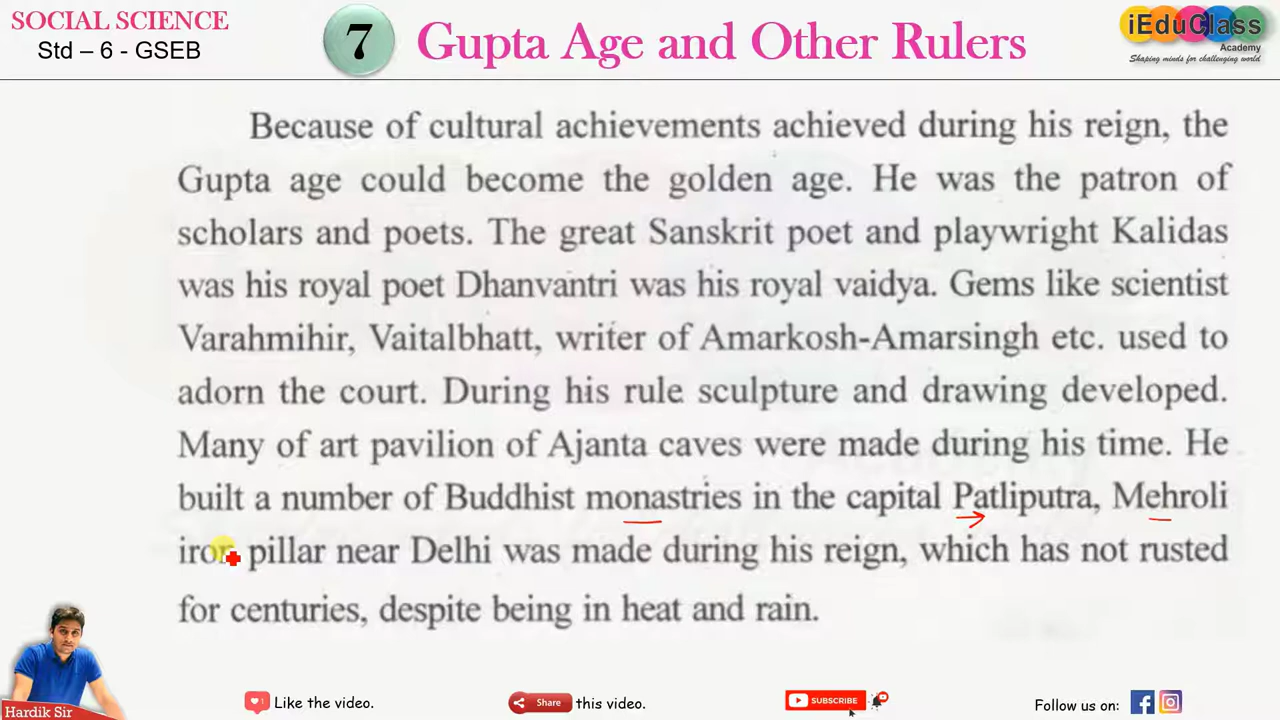 SOCIAL SCIENCE
Std – 6 - GSEB
7
Gupta Age and Other Rulers
iEduClass
Academy
Shaping minds for challenging world
Because of cultural achievements achieved during his reign, the
Gupta age could become the golden age. He was the patron of
scholars and poets. The great Sanskrit poet and playwright Kalidas
was his royal poet Dhanvantri was his royal vaidya. Gems like scientist
Varahmihir, Vaitalbhatt, writer of Amarkosh-Amarsingh etc. used to
adorn the court. During his rule sculpture and drawing developed.
Many of art pavilion of Ajanta caves were made during his time. He
built a number of Buddhist monastries in the capital Patliputra, Mehroli
iron pillar near Delhi was made during his reign, which has not rusted
for centuries, despite being in heat and rain.
Hardik Sir
Like the video.
Share this video.
SUBSCRIBE
Follow us on: